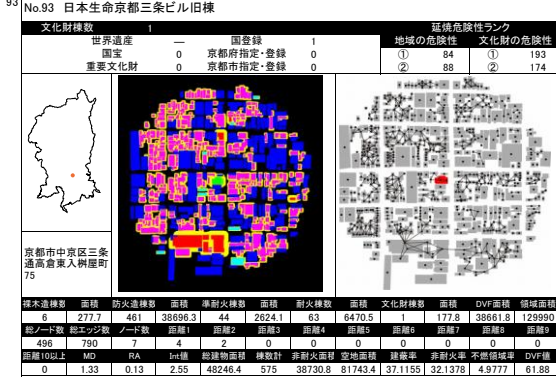 93
No.93 日本生命京都三条ビル旧棟
文化財棟数 1 延焼危険性ランク
世界遺産 — 国登録 1 地域の危険性 文化財の危険性
国宝 0 京都府指定・登録 0 ① 84 ① 193
重要文化財 0 京都市指定・登録 0 ② 88 ② 174
京都市中京区三条
通高倉東入桝屋町
75
裸木造棟数 面積 防火造棟数 面積 準耐火棟数 面積 耐火棟数 面積 文化財棟数 面積 DVF面積 領域面積
6 277.7 461 38696.3 44 2624.1 63 6470.5 1 177.8 38661.8 129990
総ノード数 総エッジ数 ノード数 距離1 距離2 距離3 距離4 距離5 距離6 距離7 距離8 距離9
496 790 7 4 2 0 0 0 0 0 0 0
距離10以上 MD RA Int値 総建物面積 棟数計 非耐火面積 空地面積 建蔽率 非耐火率 不燃領域率 DVF値
0 1.33 0.13 2.55 48246.4 575 38730.8 81743.4 37.1155 32.1378 4.9777 61.88